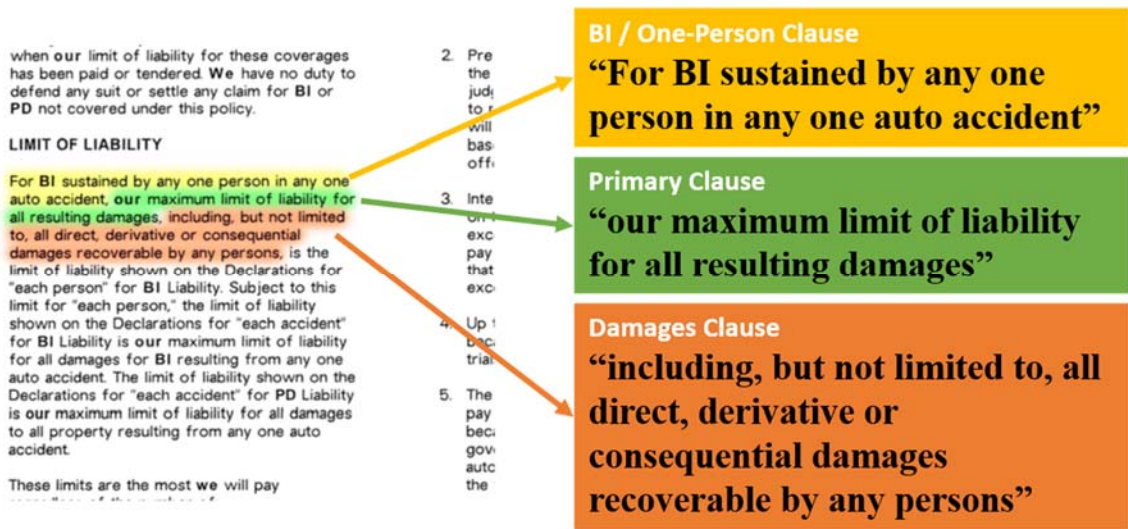 when our limit of liability for these coverages
has been paid or tendered. We have no duty to
defend any suit or settle any claim for BI or
PD not covered under this policy.
LIMIT OF LIABILITY
For BI sustained by any one person in any one
auto accident, our maximum limit of liability for
all resulting damages, including, but not limited
to, all direct, derivative or consequential
damages recoverable by any persons, is the
limit of liability shown on the Declarations for
"each person" for BI Liability. Subject to this
limit for "each person," the limit of liability
shown on the Declarations for "each accident"
for BI Liability is our maximum limit of liability
for all damages for BI resulting from any one
auto accident. The limit of liability shown on the
Declarations for "each accident" for PD Liability
is our maximum limit of liability for all damages
to all property resulting from any one auto
accident.
These limits are the most we will pay
2. Pre
the
judg
will
bas
3. Inte
exc
pay
that
exc
4. Up
beca
trial
5. The
pay
beca
gov
auto
the
BI / One-Person Clause
“For BI sustained by any one
person in any one auto accident”
Primary Clause
“our maximum limit of liability
for all resulting damages”
Damages Clause
“including, but not limited to, all
direct, derivative or
consequential damages
recoverable by any persons”